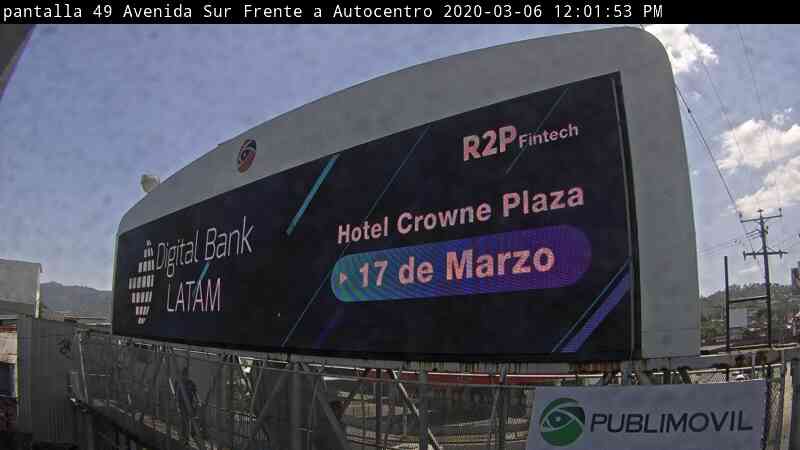 pantalla 49 Avenida Sur Frente a Autocentro 2020-03-06 12:01:53 PM
R2P Fintech
Digital Bank
LATAM
Hotel Crowne Plaza
17 de Marzo
PUBLIMOVIL